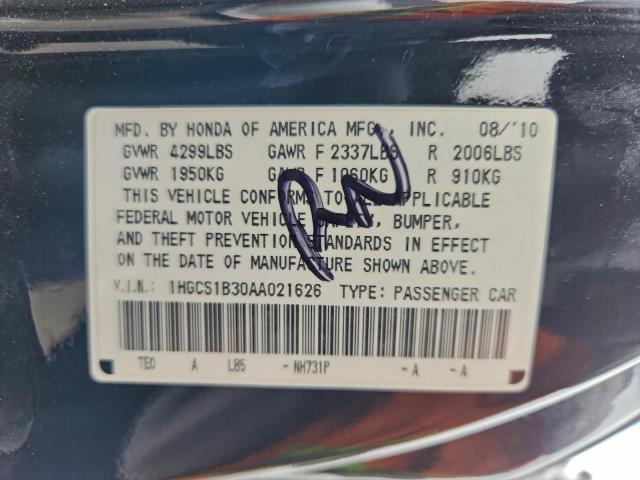 MFD. BY HONDA OF AMERICA MFG., INC. 08/'10
GVWR 4299LBS GAWR F 2337LBS R 2006LBS
GVWR 1950KG GAWR F 1060KG R 910KG
THIS VEHICLE CONFORMS TO ALL APPLICABLE
FEDERAL MOTOR VEHICLE SAFETY, BUMPER,
AND THEFT PREVENTION STANDARDS IN EFFECT
ON THE DATE OF MANUFACTURE SHOWN ABOVE.
V.I.N.: 1HGCS1B30AA021626 TYPE: PASSENGER CAR
TEO A LB5 - NH731P - A - A